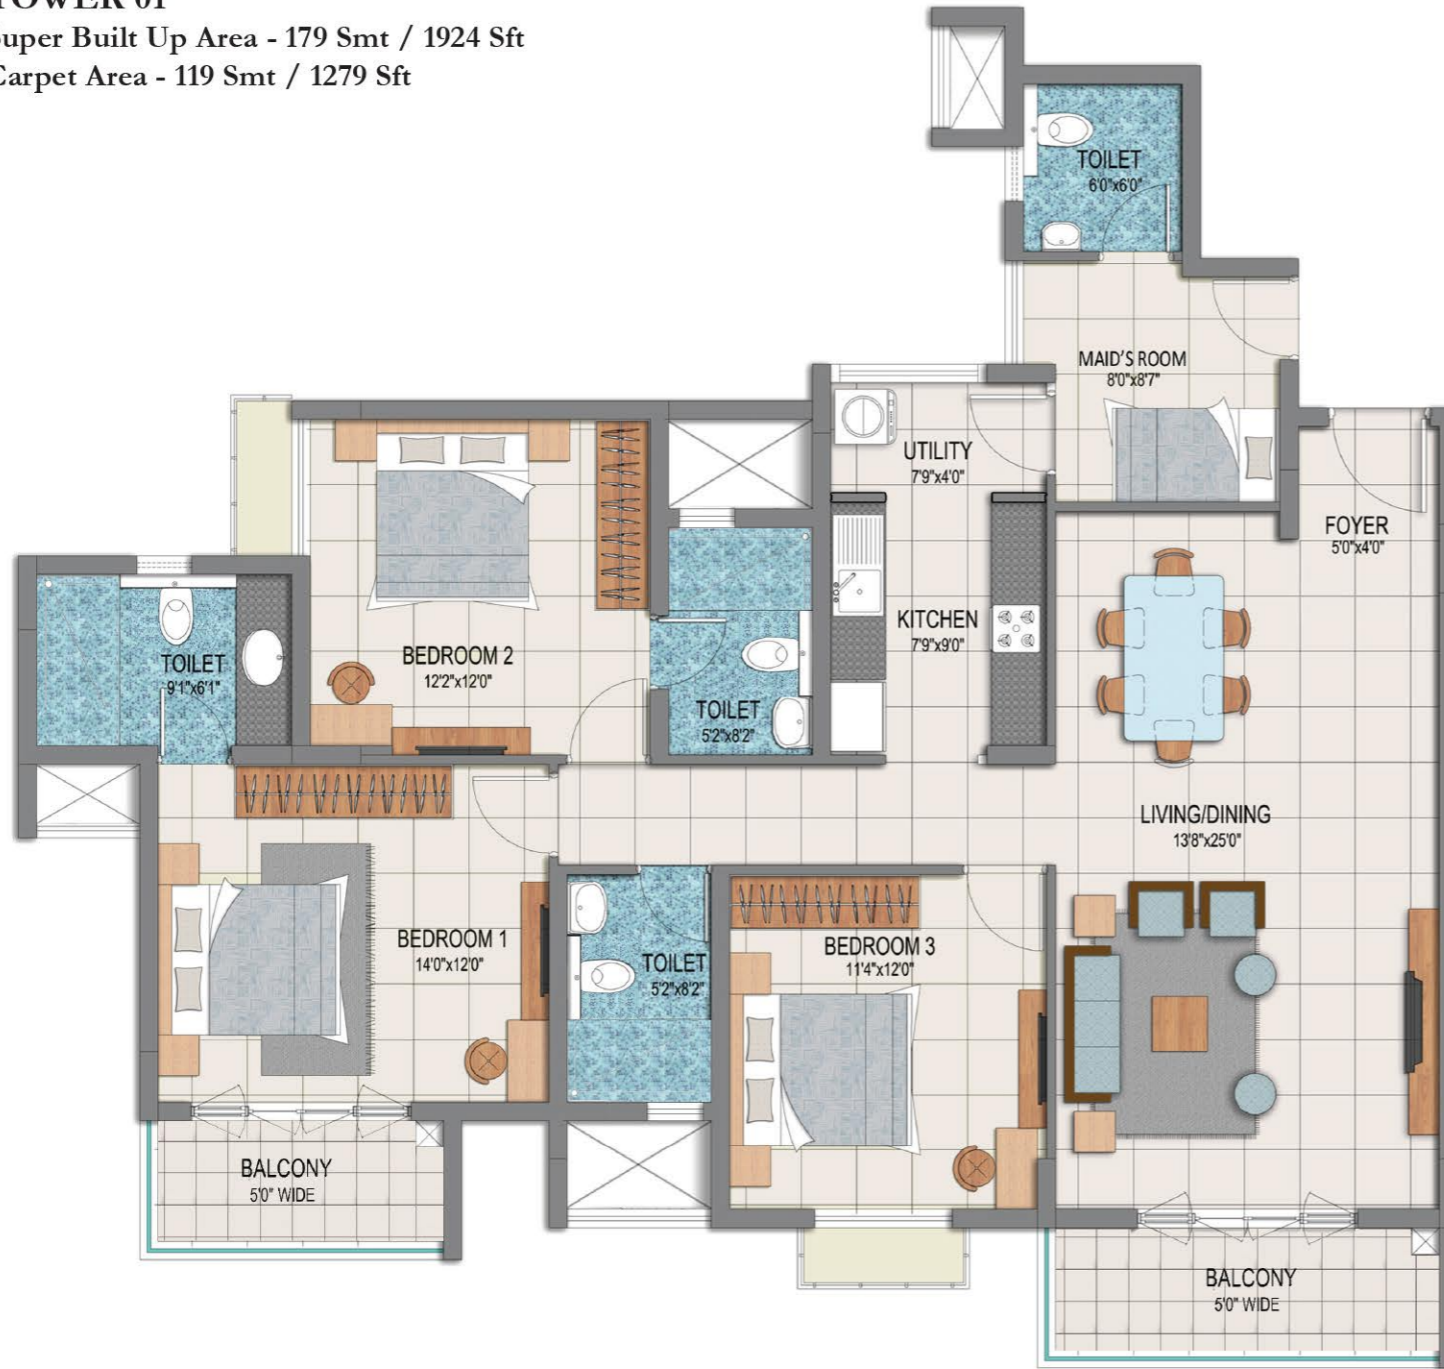 TOWER 01
Super Built Up Area - 179 Smt / 1924 Sft
Carpet Area - 119 Smt / 1279 Sft
TOILET
6'0"x6'0"
MAID'S ROOM
8'0"x8'7"
UTILITY
7'9"x4'0"
FOYER
5'0"x4'0"
KITCHEN
7'9"x9'0"
BEDROOM 2
12'2"x12'0"
TOILET
9'1"x6'1"
TOILET
5'2"x8'2"
LIVING/DINING
13'8"x25'0"
BEDROOM 1
14'0"x12'0"
TOILET
5'2"x8'2"
BEDROOM 3
11'4"x12'0"
BALCONY
5'0" WIDE
BALCONY
5'0" WIDE